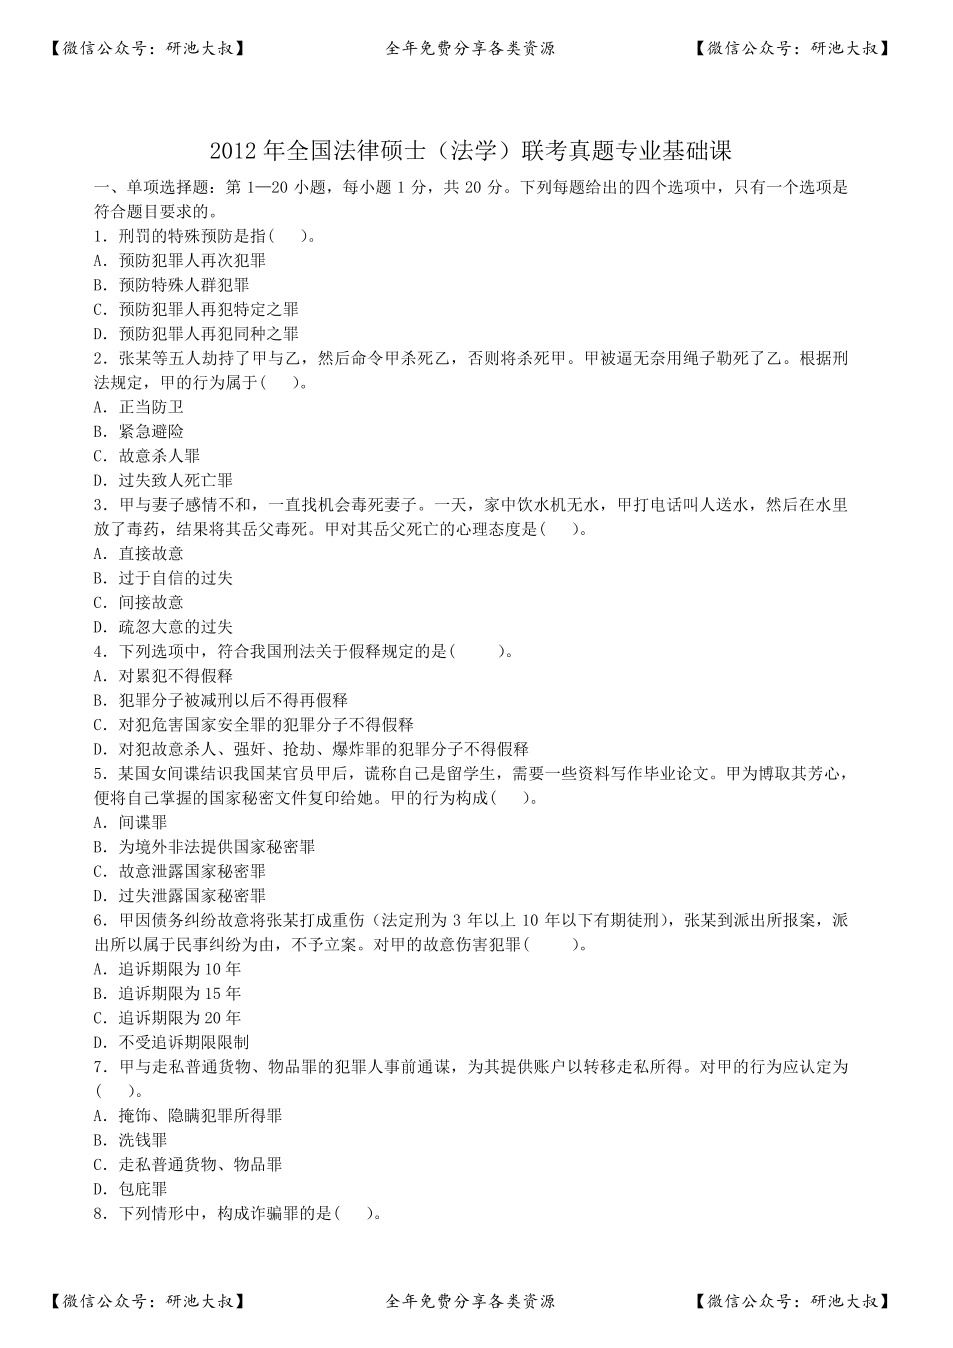 【微信公众号：研池大叔】 全年免费分享各类资源 【微信公众号：研池大叔】
2012 年全国法律硕士（法学）联考真题专业基础课
一、单项选择题：第 1—20 小题，每小题 1 分，共 20 分。下列每题给出的四个选项中，只有一个选项是
符合题目要求的。
1．刑罚的特殊预防是指(   )。
A．预防犯罪人再次犯罪
B．预防特殊人群犯罪
C．预防犯罪人再犯特定之罪
D．预防犯罪人再犯同种之罪
2．张某等五人劫持了甲与乙，然后命令甲杀死乙，否则将杀死甲。甲被逼无奈用绳子勒死了乙。根据刑
法规定，甲的行为属于(   )。
A．正当防卫
B．紧急避险
C．故意杀人罪
D．过失致人死亡罪
3．甲与妻子感情不和，一直找机会毒死妻子。一天，家中饮水机无水，甲打电话叫人送水，然后在水里
放了毒药，结果将其岳父毒死。甲对其岳父死亡的心理态度是(   )。
A．直接故意
B．过于自信的过失
C．间接故意
D．疏忽大意的过失
4．下列选项中，符合我国刑法关于假释规定的是(     )。
A．对累犯不得假释
B．犯罪分子被减刑以后不得再假释
C．对犯危害国家安全罪的犯罪分子不得假释
D．对犯故意杀人、强奸、抢劫、爆炸罪的犯罪分子不得假释
5．某国女间谍结识我国某官员甲后，谎称自己是留学生，需要一些资料写作毕业论文。甲为博取其芳心，
便将自己掌握的国家秘密文件复印给她。甲的行为构成(   )。
A．间谍罪
B．为境外非法提供国家秘密罪
C．故意泄露国家秘密罪
D．过失泄露国家秘密罪
6．甲因债务纠纷故意将张某打成重伤（法定刑为 3 年以上 10 年以下有期徒刑），张某到派出所报案，派
出所以属于民事纠纷为由，不予立案。对甲的故意伤害犯罪(     )。
A．追诉期限为 10 年
B．追诉期限为 15 年
C．追诉期限为 20 年
D．不受追诉期限限制
7．甲与走私普通货物、物品罪的犯罪人事前通谋，为其提供账户以转移走私所得。对甲的行为应认定为
(   )。
A．掩饰、隐瞒犯罪所得罪
B．洗钱罪
C．走私普通货物、物品罪
D．包庇罪
8．下列情形中，构成诈骗罪的是(   )。
【微信公众号：研池大叔】 全年免费分享各类资源 【微信公众号：研池大叔】